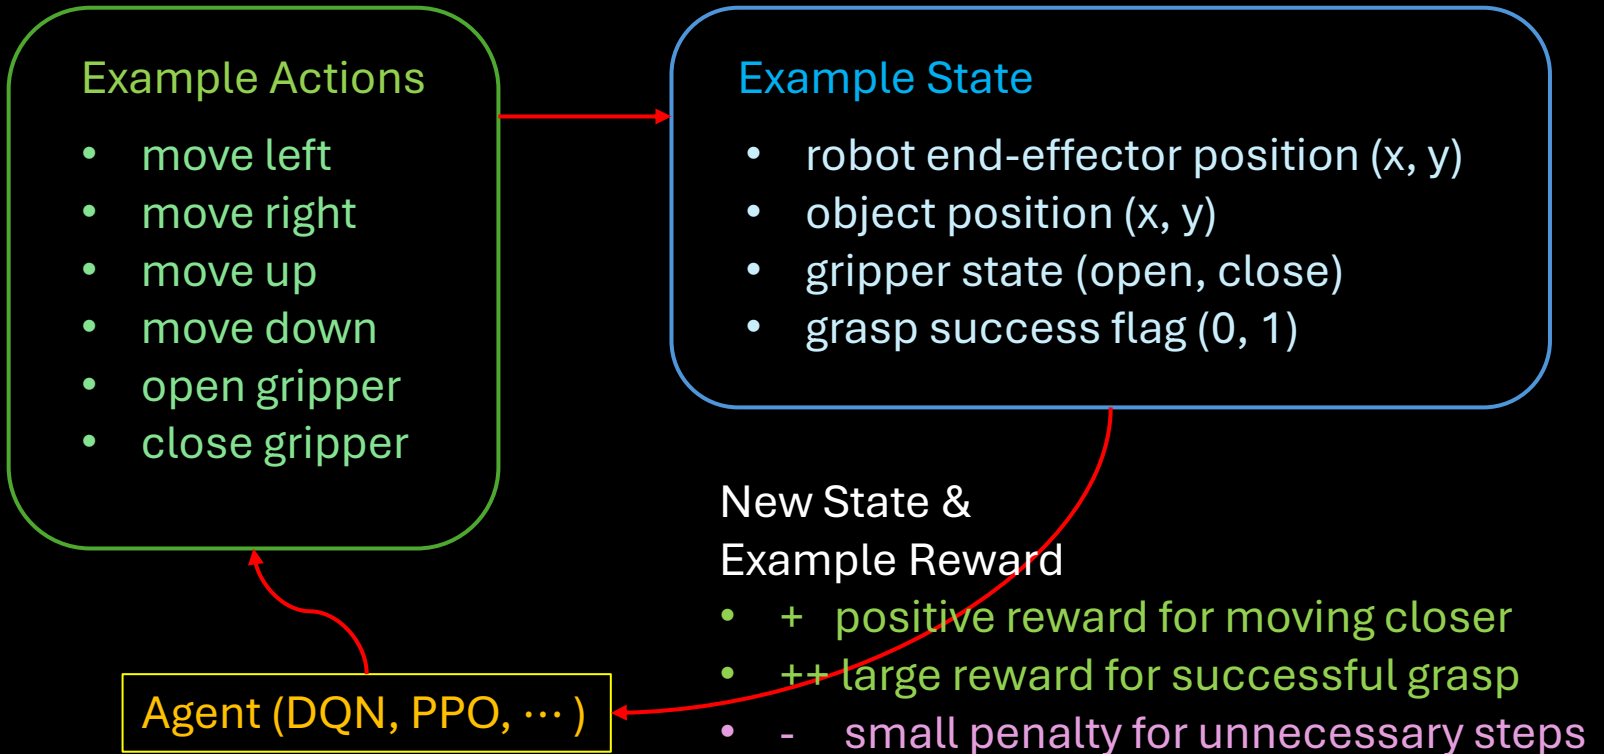 Example Actions
• move left
• move right
• move up
• move down
• open gripper
• close gripper
Example State
• robot end-effector position (x, y)
• object position (x, y)
• gripper state (open, close)
• grasp success flag (0, 1)
New State &
Example Reward
• + positive reward for moving closer
• ++ large reward for successful grasp
• - small penalty for unnecessary steps
Agent (DQN, PPO, ⋯ )